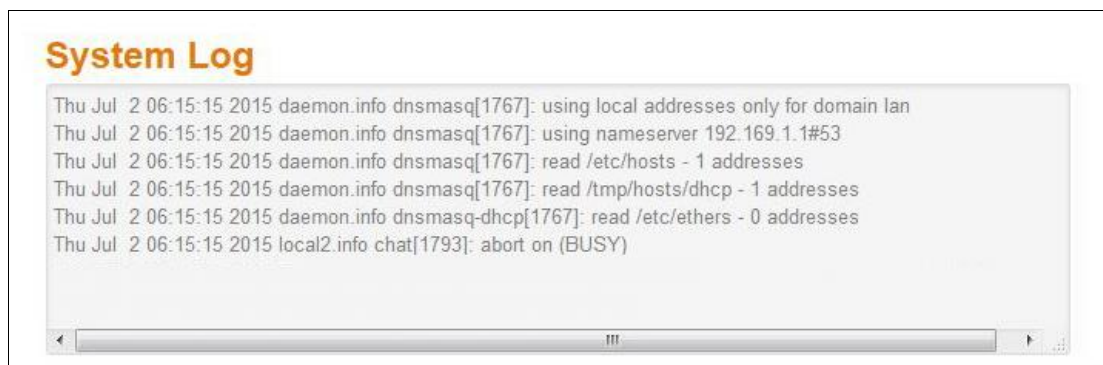 System Log
Thu Jul  2 06:15:15 2015 daemon.info dnsmasq[1767]: using local addresses only for domain lan
Thu Jul  2 06:15:15 2015 daemon.info dnsmasq[1767]: using nameserver 192.169.1.1#53
Thu Jul  2 06:15:15 2015 daemon.info dnsmasq[1767]: read /etc/hosts - 1 addresses
Thu Jul  2 06:15:15 2015 daemon.info dnsmasq[1767]: read /tmp/hosts/dhcp - 1 addresses
Thu Jul  2 06:15:15 2015 daemon.info dnsmasq-dhcp[1767]: read /etc/ethers - 0 addresses
Thu Jul  2 06:15:15 2015 local2.info chat[1793]: abort on (BUSY)